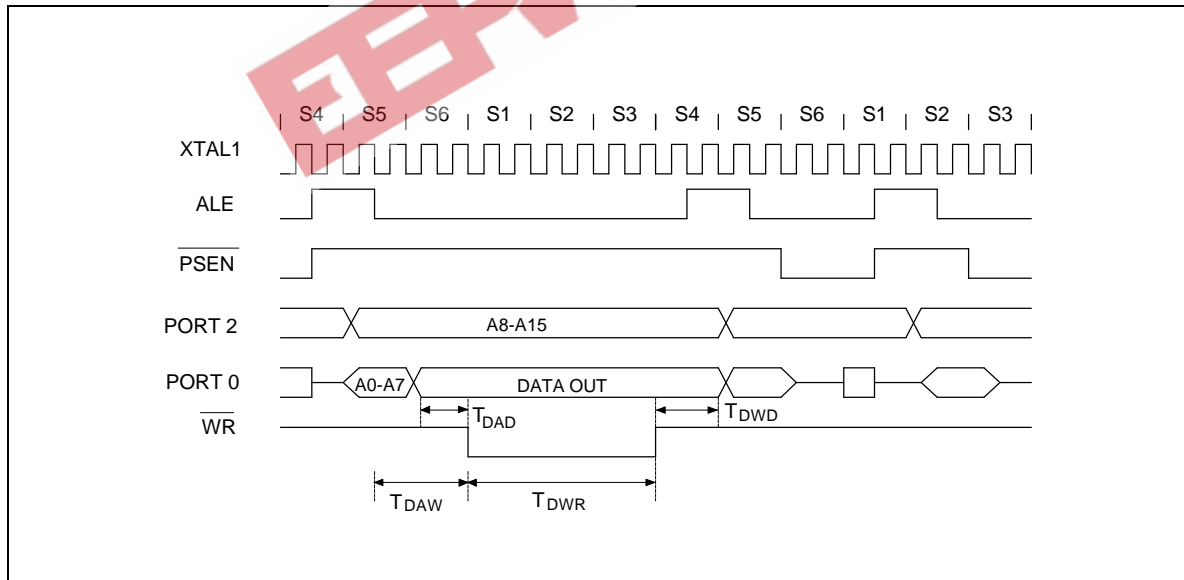 S4 S5 S6 S1 S2 S3 S4 S5 S6 S1 S2 S3
XTAL1
ALE
PSEN
PORT 2 A8-A15
PORT 0 A0-A7 DATA OUT
WR TDAD TDWD
TDAW TDWR